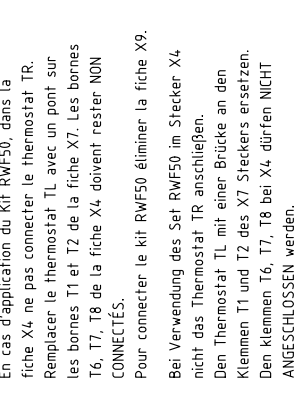 En cas d'application du Kit RWF50, dans la
fiche X4 ne pas connecter le thermostat TR.
Remplacer le thermostat TL avec un pont sur
les bornes T1 et T2 de la fiche X7. Les bornes
T6, T7, T8 de la fiche X4 doivent rester NON
CONNECTÉS.
Pour connecter le kit RWF50 éliminer la fiche X9.
Bei Verwendung des Set RWF50 im Stecker X4
nicht das Thermostat TR anschließen.
Den Thermostat TL mit einer Brücke an den
Klemmen T1 und T2 des X7 Steckers ersetzen.
Den klemmen T6, T7, T8 bei X4 dürfen NICHT
ANGESCHLOSSEN werden.